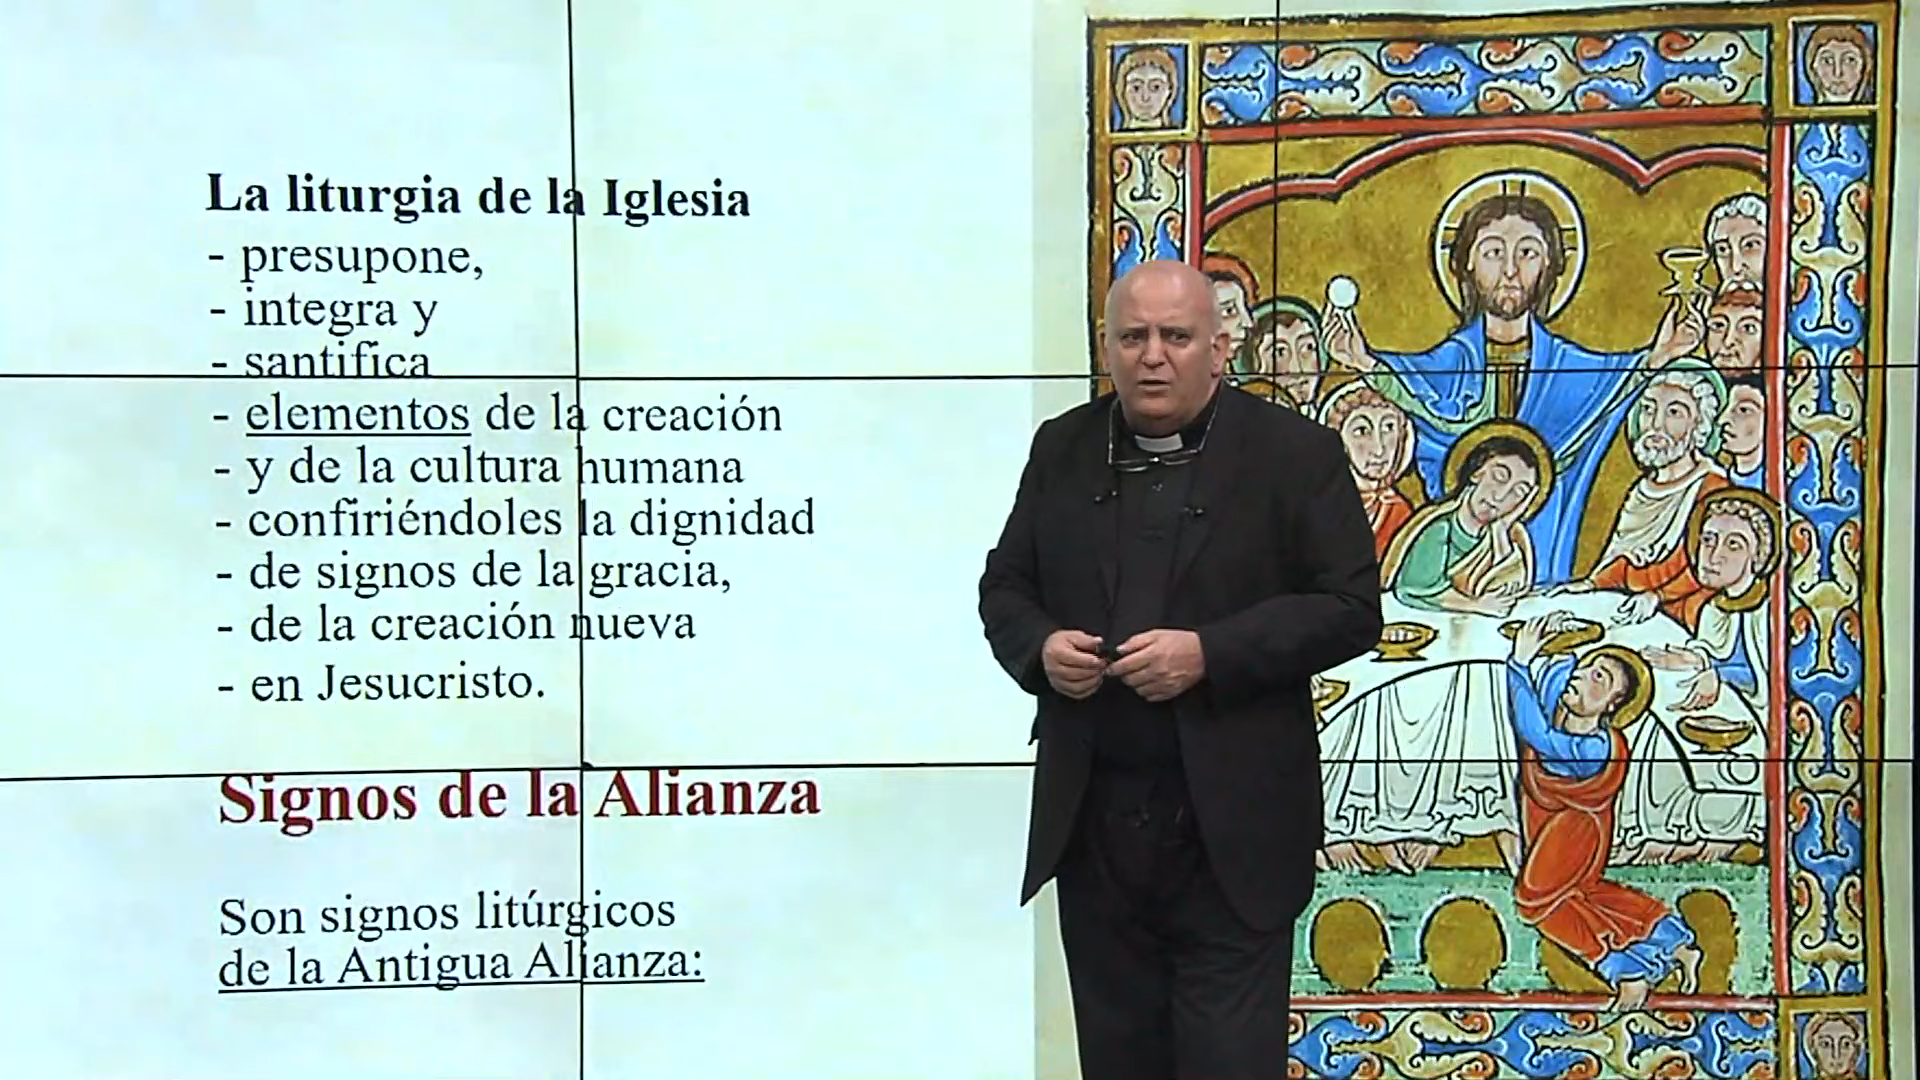 La liturgia de la Iglesia
- presupone,
- integra y
- santifica
- elementos de la creación
- y de la cultura humana
- confiriéndoles la dignidad
- de signos de la gracia,
- de la creación nueva
- en Jesucristo.
Signos de la Alianza
Son signos litúrgicos
de la Antigua Alianza: